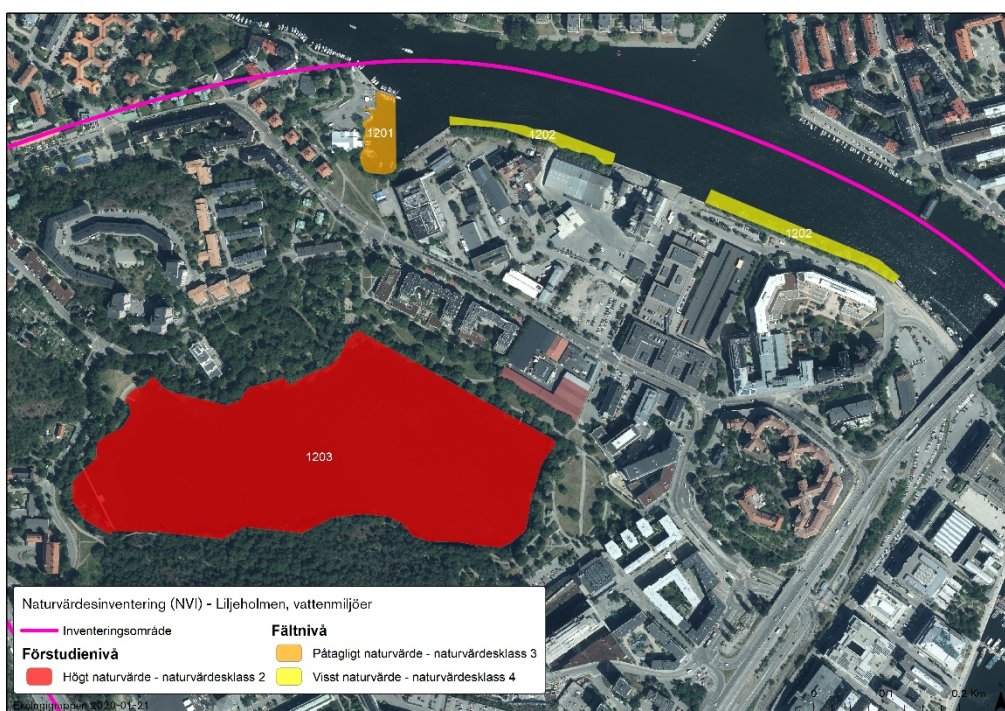 1201
1202
1202
1203
Naturvärdesinventering (NVI) - Liljeholmen, vattenmiljöer
Inventeringsområde
Förstudienivå
Högt naturvärde - naturvärdesklass 2
Fältnivå
Påtagligt naturvärde - naturvärdesklass 3
Visst naturvärde - naturvärdesklass 4
Ekologigruppen 2020-01-21
0 0,1 0,2 Km